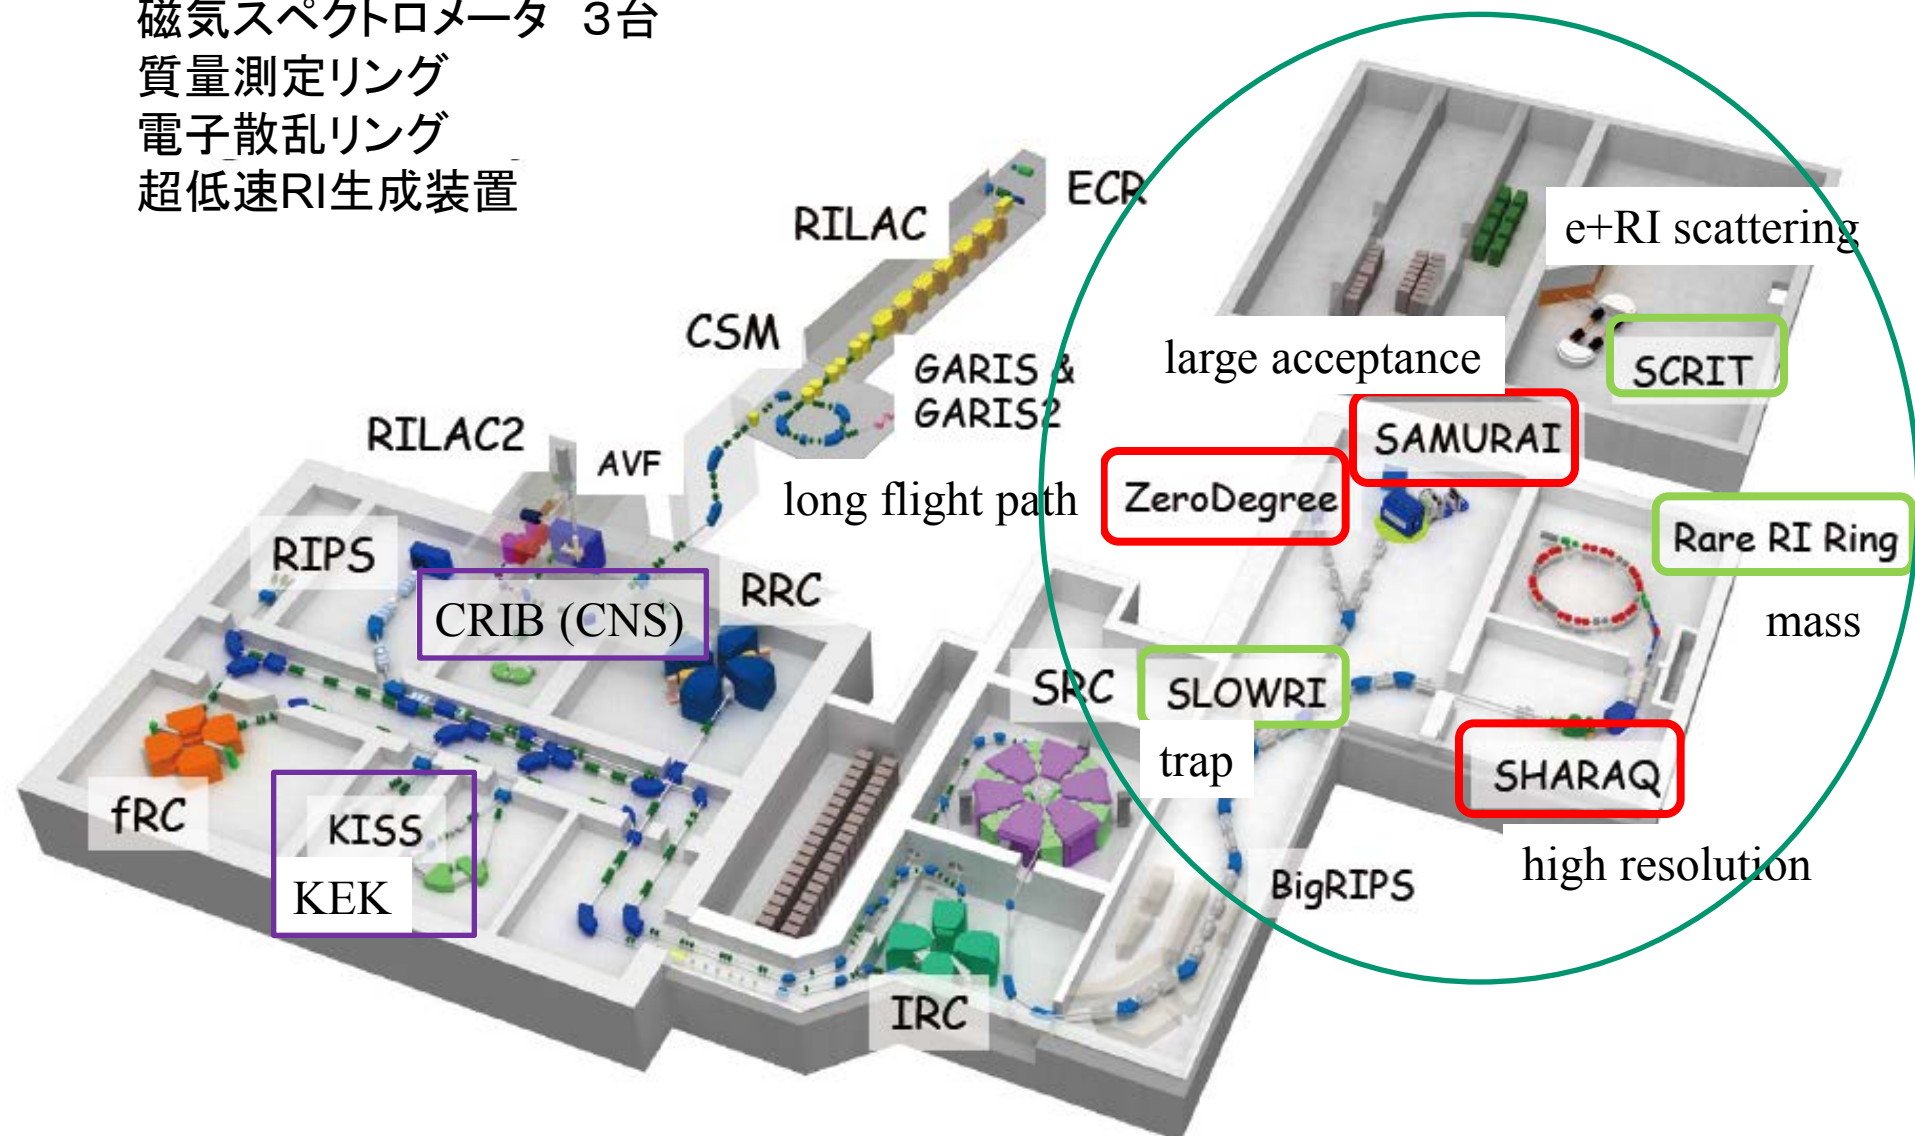 磁気スペクトロメータ　３台
質量測定リング
電子散乱リング
超低速RI生成装置
ECR
RILAC
e+RI scattering
CSM
large acceptance
GARIS &
GARIS2
SCRIT
RILAC2
AVF
SAMURAI
long flight path
ZeroDegree
Rare RI Ring
RIPS
CRIB (CNS)
RRC
mass
SRC
SLOWRI
trap
SHARAQ
fRC
KISS
KEK
BigRIPS
high resolution
IRC